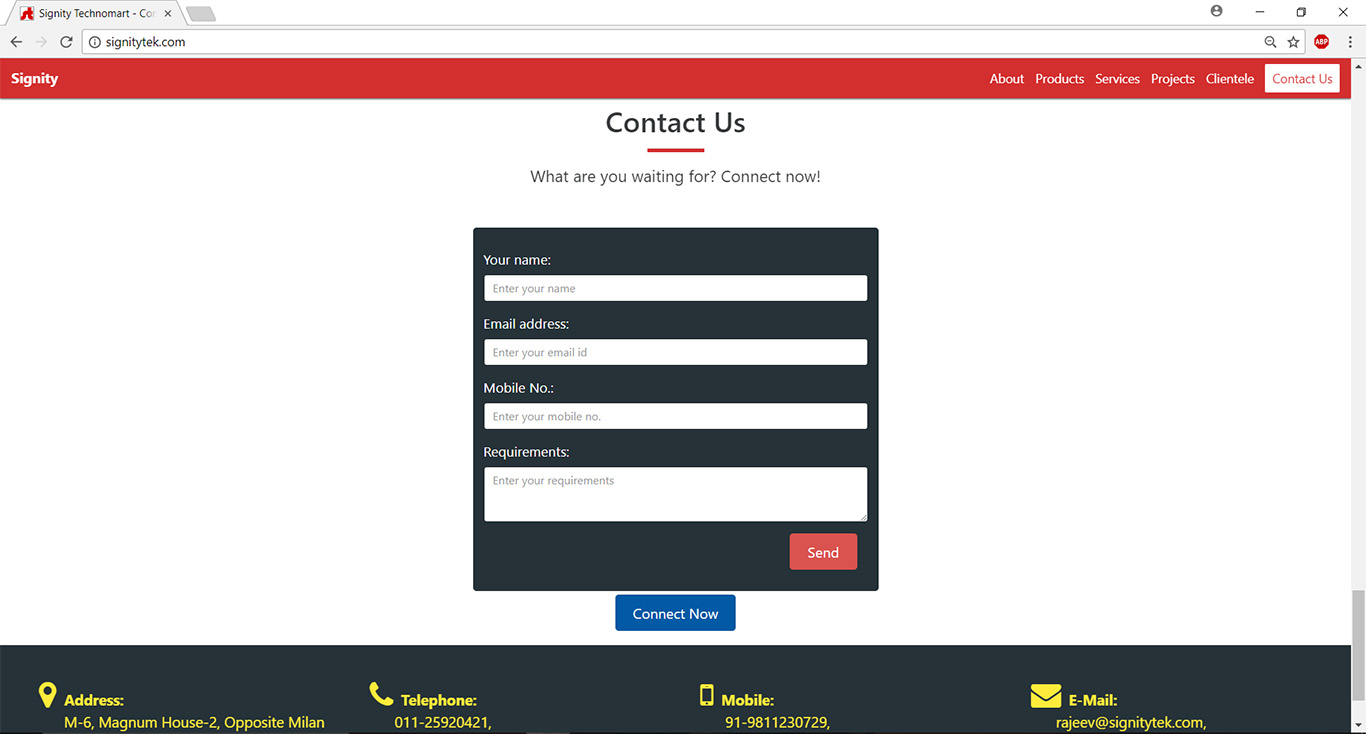 Signity Technomart - Con
signitytek.com
ABP
Signity
About Products Services Projects Clientele Contact Us
Contact Us
What are you waiting for? Connect now!
Your name:
Enter your name
Email address:
Enter your email id
Mobile No.:
Enter your mobile no.
Requirements:
Enter your requirements
Send
Connect Now
Address:
M-6, Magnum House-2, Opposite Milan
Telephone:
011-25920421,
Mobile:
91-9811230729,
E-Mail:
rajeev@signitytek.com,